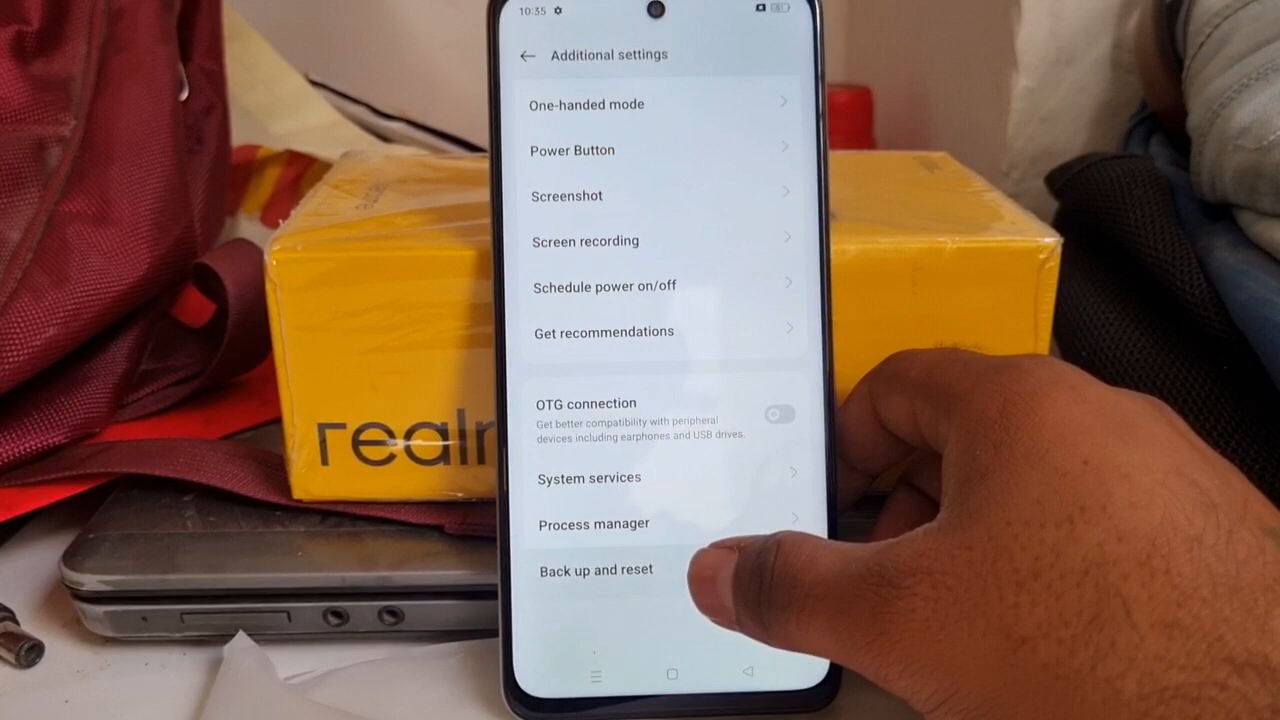 10:35
Additional settings
One-handed mode
Power Button
Screenshot
Screen recording
Schedule power on/off
Get recommendations
OTG connection
Get better compatibility with peripheral
devices including earphones and USB drives.
System services
Process manager
Back up and reset
realr